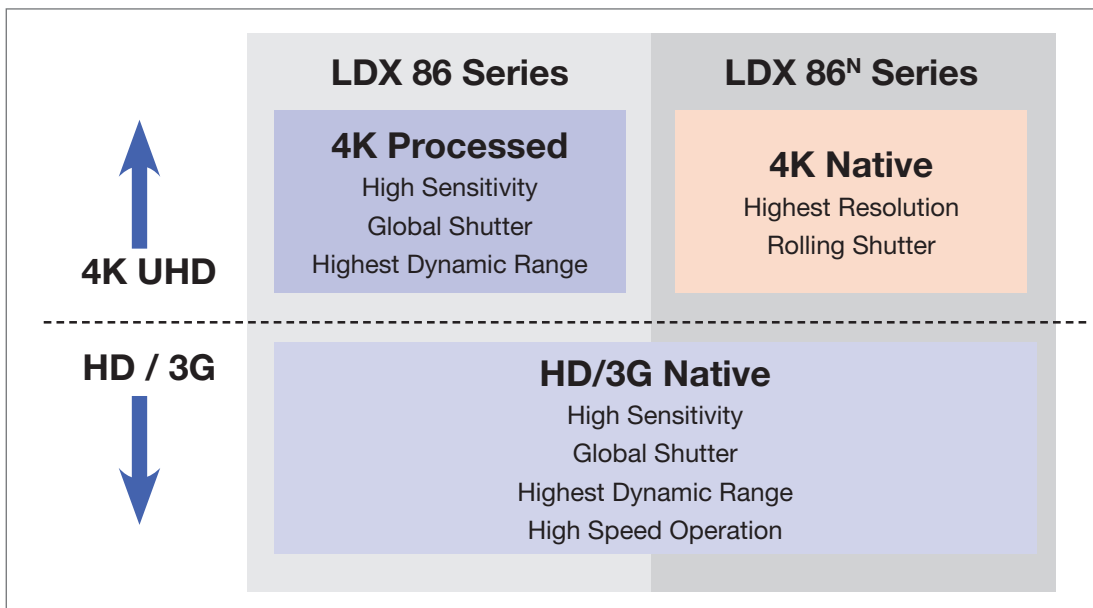 LDX 86 Series
LDX 86ᴺ Series
4K Processed
High Sensitivity
Global Shutter
Highest Dynamic Range
4K Native
Highest Resolution
Rolling Shutter
4K UHD
HD / 3G
HD/3G Native
High Sensitivity
Global Shutter
Highest Dynamic Range
High Speed Operation